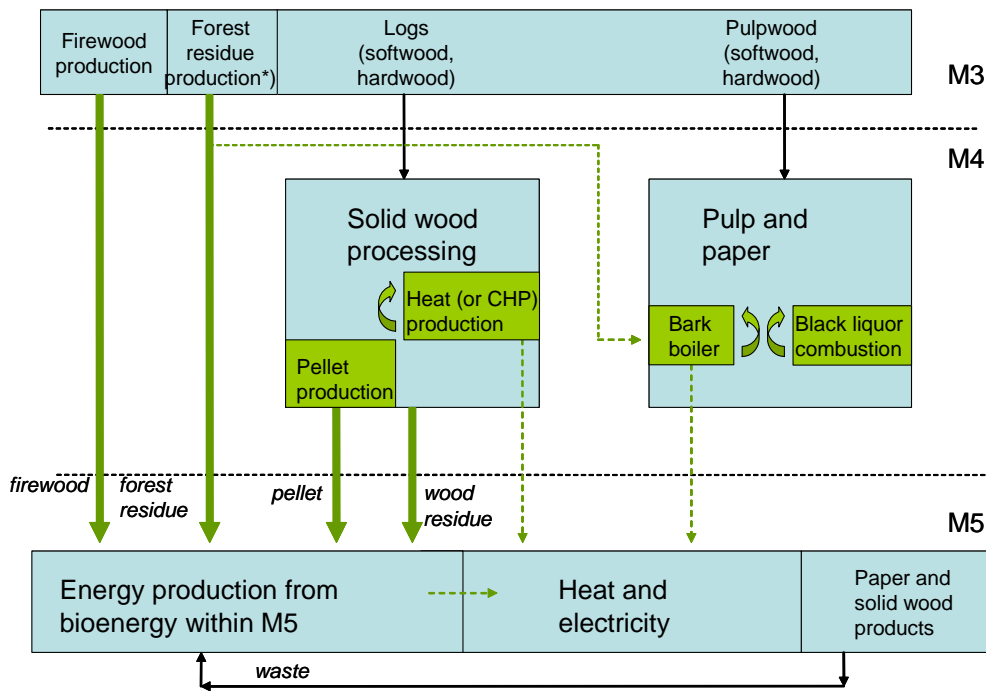 Firewood
production
Forest
residue
production*)
Logs
(softwood,
hardwood)
Pulpwood
(softwood,
hardwood)
M3
M4
Solid wood
processing
Heat (or CHP)
production
Pellet
production
Pulp and
paper
Bark
boiler
Black liquor
combustion
firewood
forest
residue
pellet
wood
residue
M5
Energy production from
bioenergy within M5
Heat and
electricity
Paper and
solid wood
products
waste